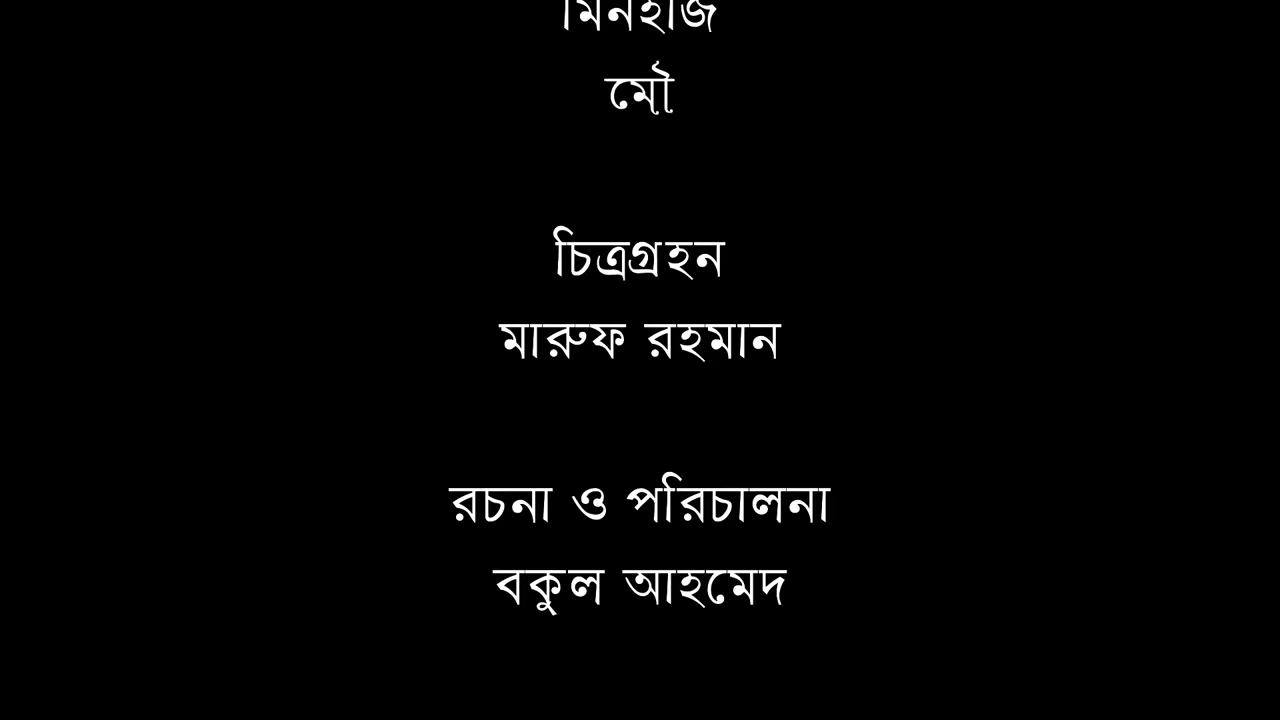 মিনহাজ
মৌ
চিত্রগ্রহন
মারুফ রহমান
রচনা ও পরিচালনা
বকুল আহমেদ